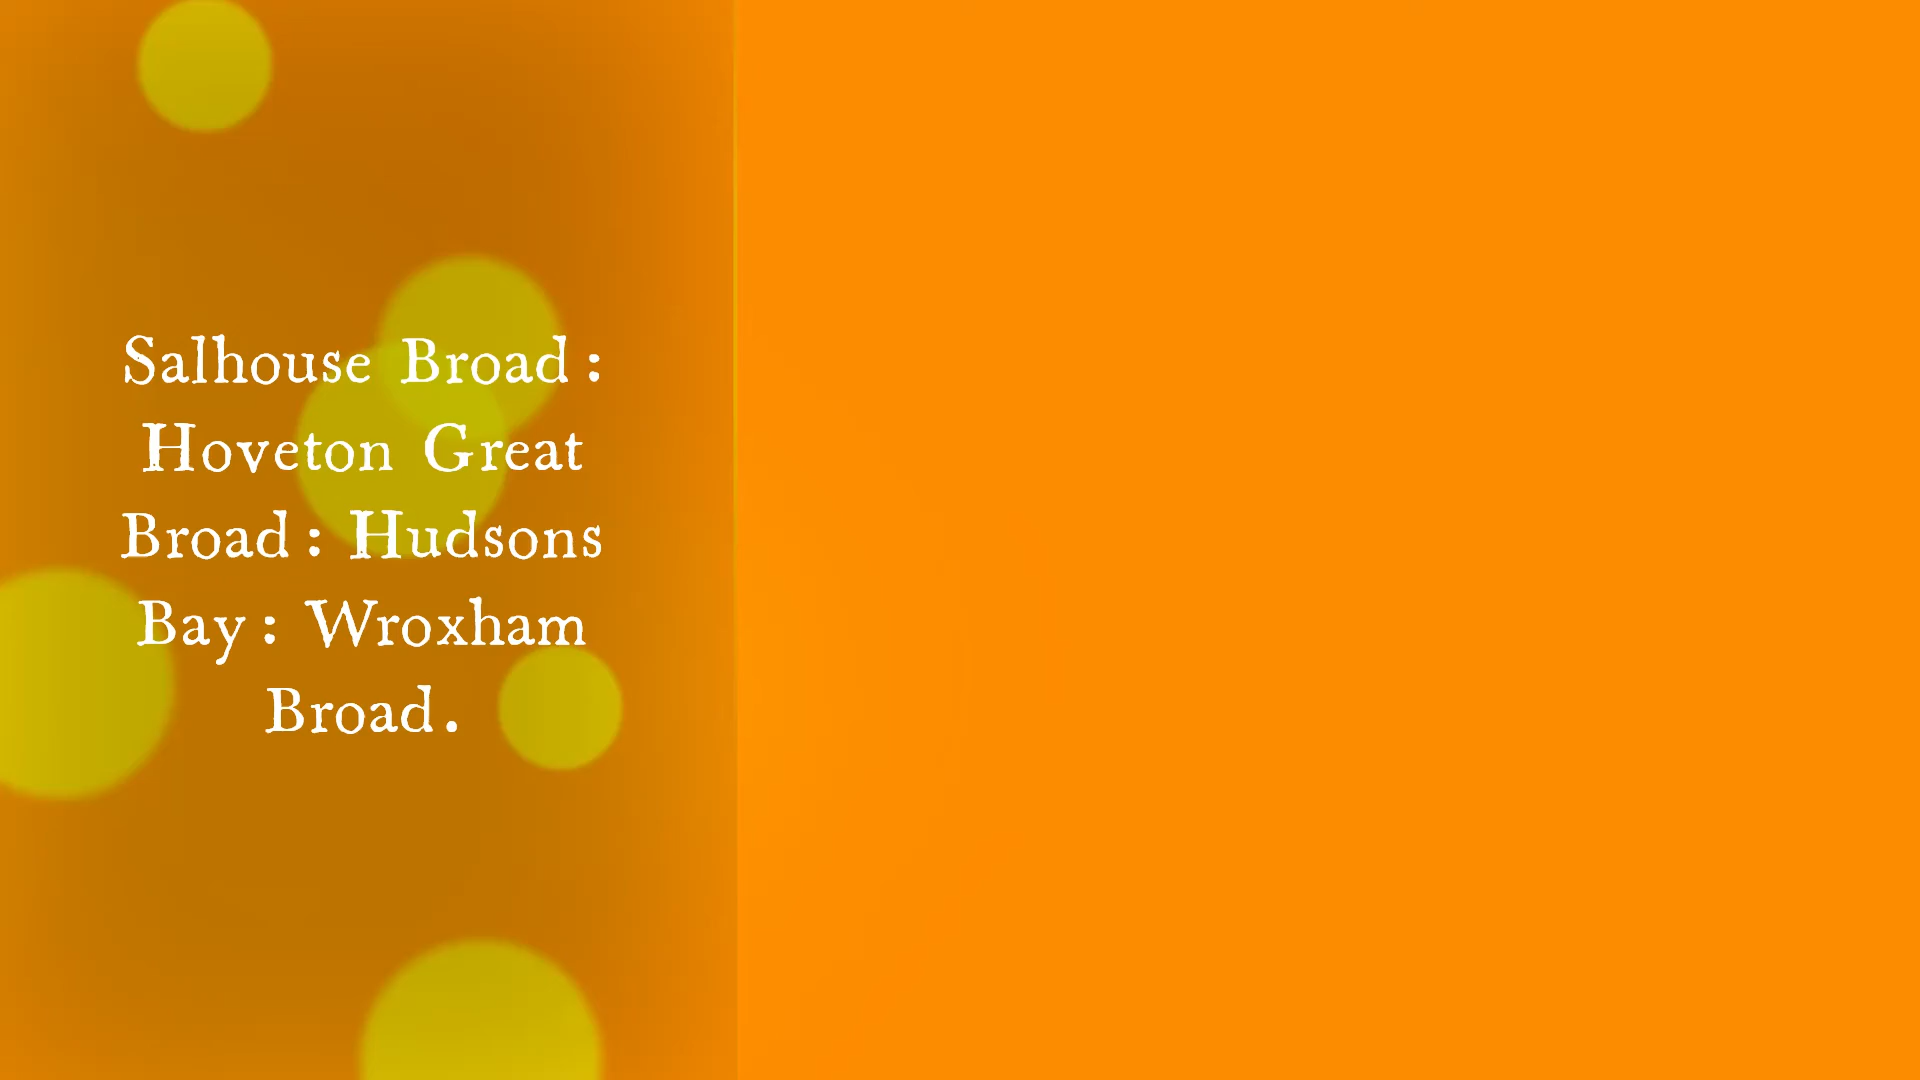 Salhouse Broad :
Hoveton Great
Broad : Hudsons
Bay : Wroxham
Broad.